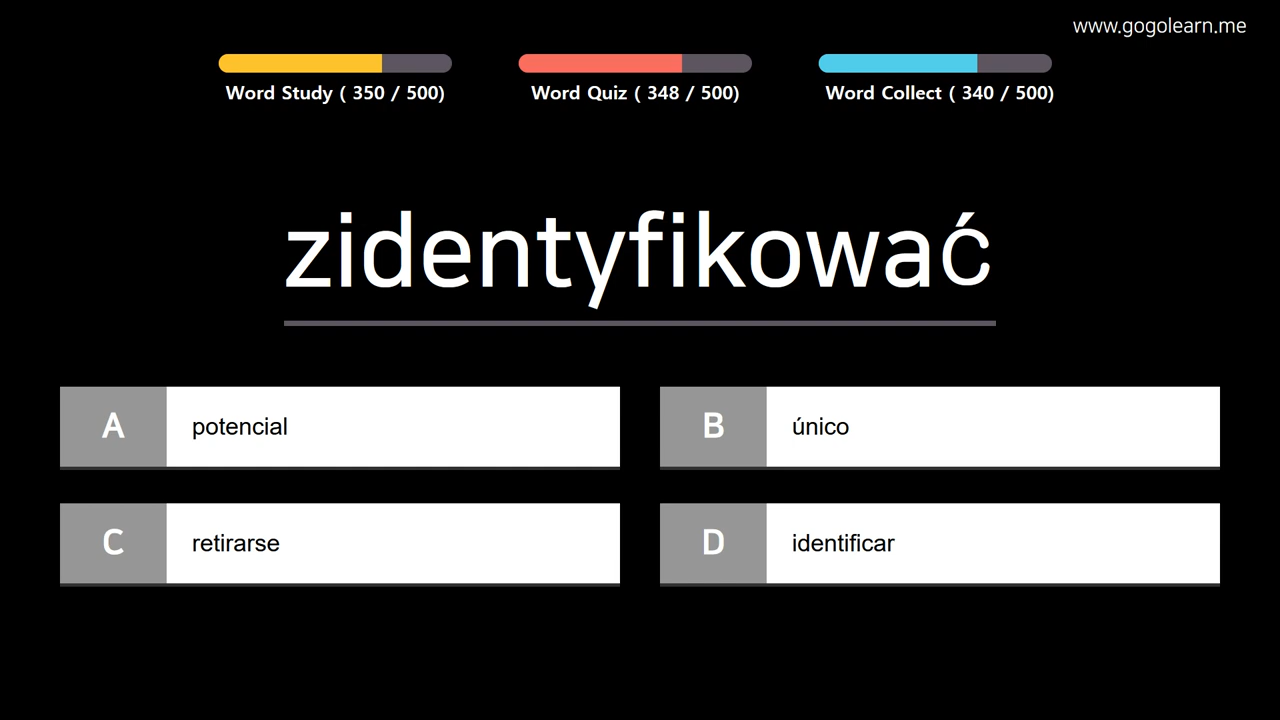 www.gogolearn.me
Word Study ( 350 / 500)
Word Quiz ( 348 / 500)
Word Collect ( 340 / 500)
zidentyfikować
A potencial
B único
C retirarse
D identificar